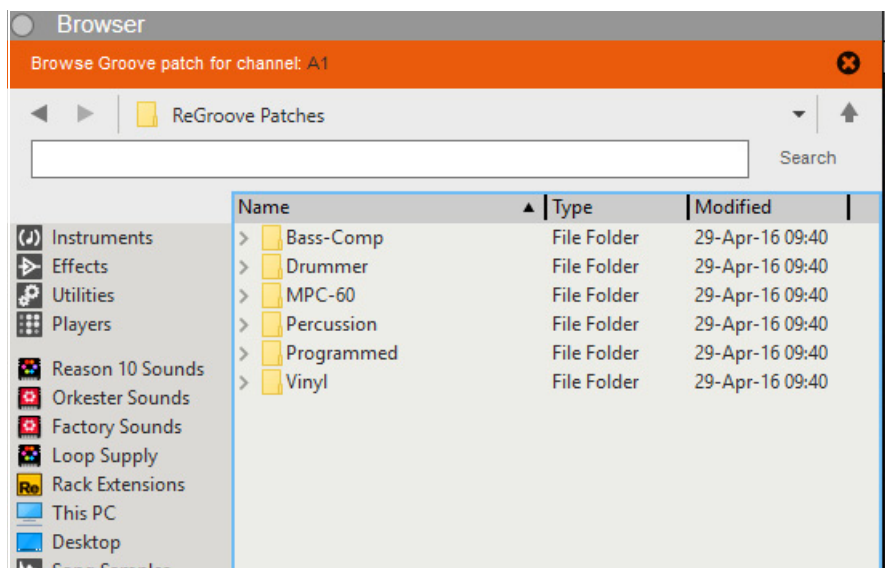 Browser
Browse Groove patch for channel: A1
ReGroove Patches
Search
Name Type Modified
Instruments
Effects
Utilities
Players
Reason 10 Sounds
Orkester Sounds
Factory Sounds
Loop Supply
Re Rack Extensions
This PC
Desktop
Bass-Comp File Folder 29-Apr-16 09:40
Drummer File Folder 29-Apr-16 09:40
MPC-60 File Folder 29-Apr-16 09:40
Percussion File Folder 29-Apr-16 09:40
Programmed File Folder 29-Apr-16 09:40
Vinyl File Folder 29-Apr-16 09:40